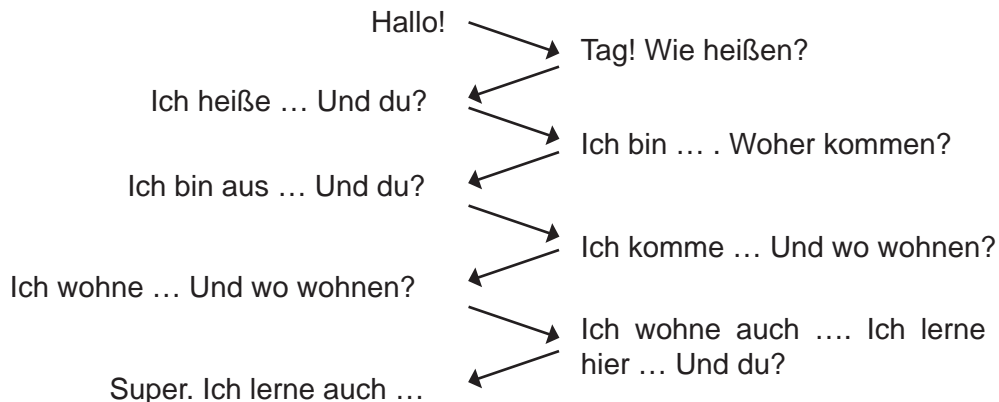 Hallo!
Tag! Wie heißen?
Ich heiße … Und du?
Ich bin … . Woher kommen?
Ich bin aus … Und du?
Ich komme … Und wo wohnen?
Ich wohne … Und wo wohnen?
Ich wohne auch …. Ich lerne
hier … Und du?
Super. Ich lerne auch …